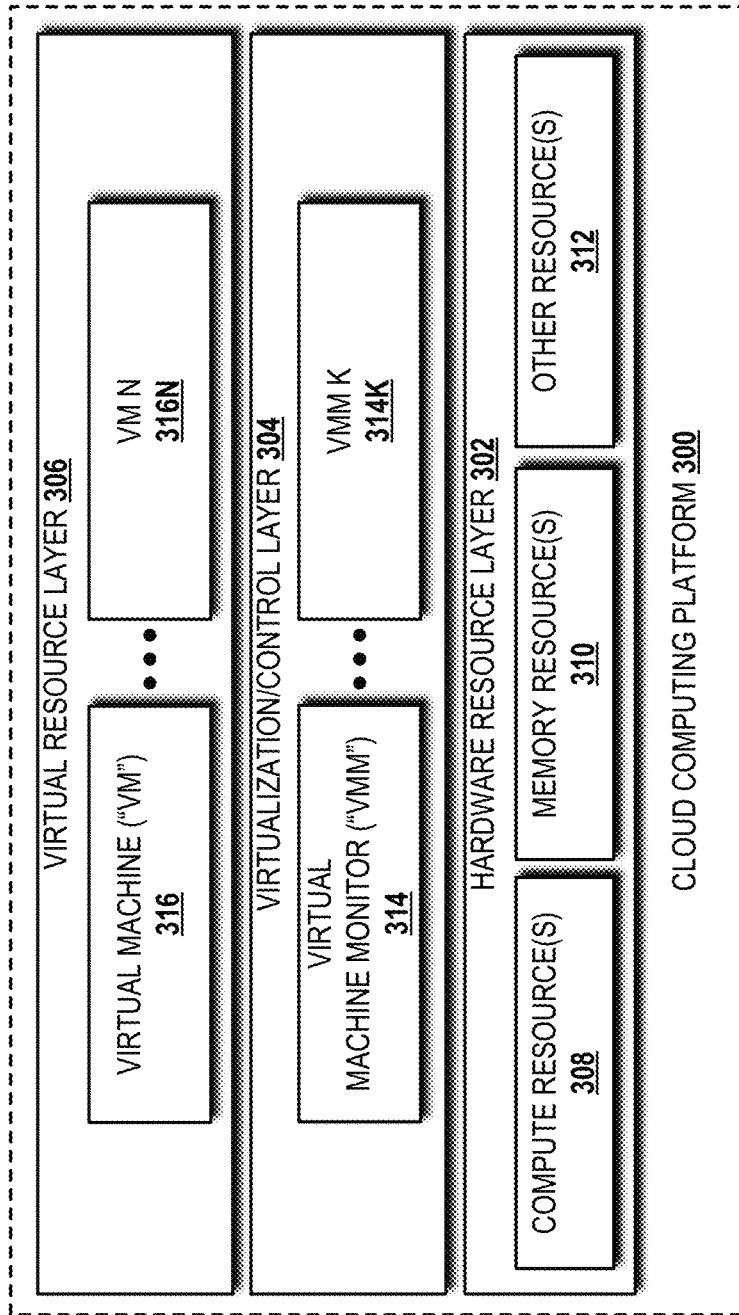 VIRTUAL RESOURCE LAYER 306
VIRTUAL MACHINE ("VM")
316
VM N
316N
VIRTUALIZATION/CONTROL LAYER 304
VIRTUAL
MACHINE MONITOR ("VMM")
314
VMM K
314K
HARDWARE RESOURCE LAYER 302
COMPUTE RESOURCE(S)
308
MEMORY RESOURCE(S)
310
OTHER RESOURCE(S)
312
CLOUD COMPUTING PLATFORM 300